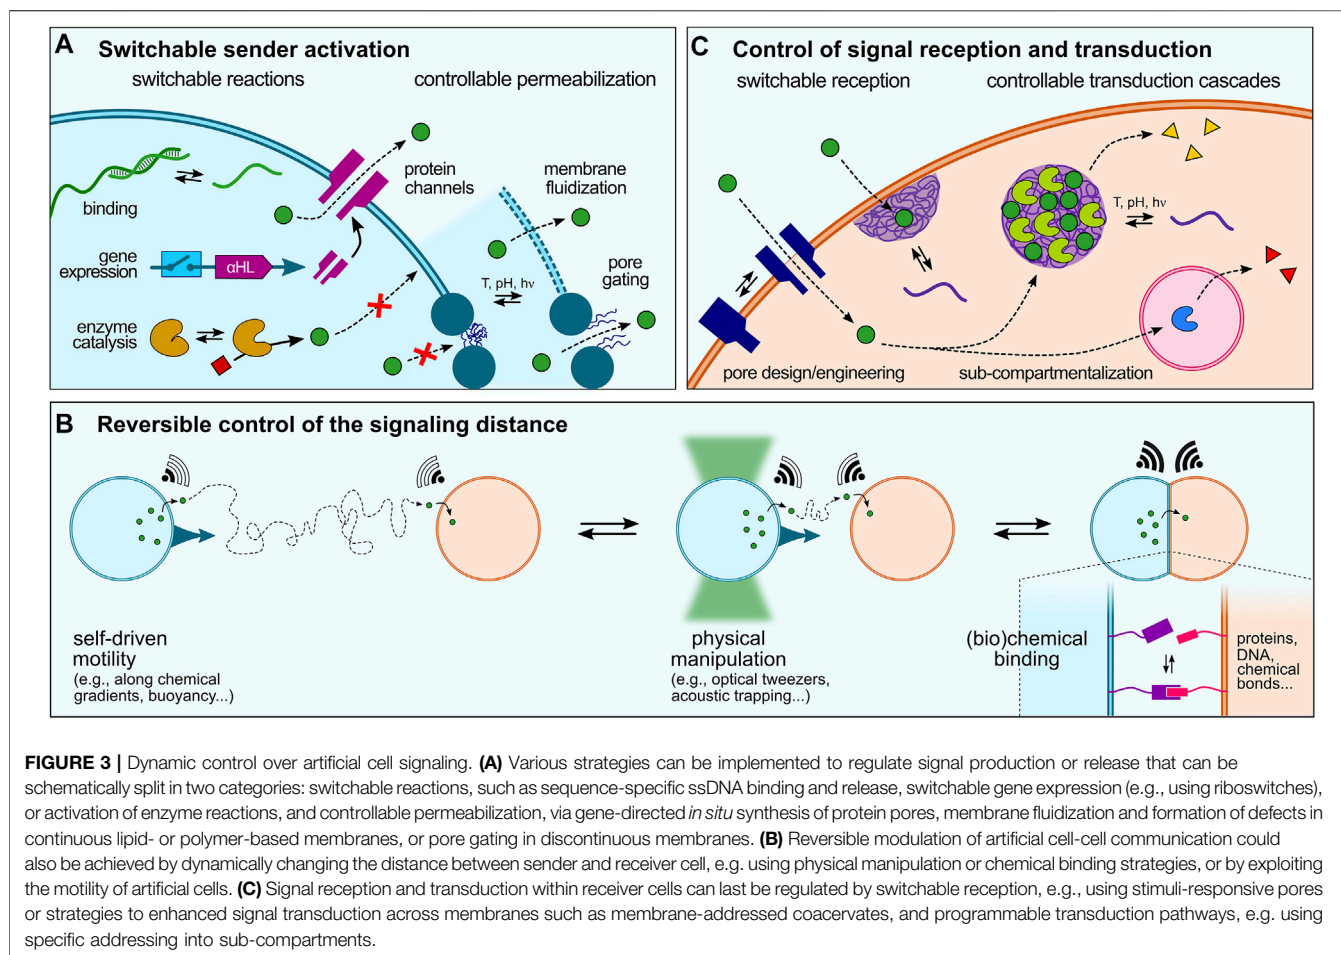 A Switchable sender activation
switchable reactions
controllable permeabilization
binding
protein
channels
membrane
fluidization
gene
expression
αHL
T, pH, hν
pore
gating
enzyme
catalysis
C Control of signal reception and transduction
switchable reception
controllable transduction cascades
T, pH, hν
pore design/engineering
sub-compartmentalization
B Reversible control of the signaling distance
self-driven
motility
(e.g., along chemical
gradients, buoyancy...)
physical
manipulation
(e.g., optical tweezers,
acoustic trapping...)
(bio)chemical
binding
proteins,
DNA,
chemical
bonds...
FIGURE 3 | Dynamic control over artificial cell signaling. (A) Various strategies can be implemented to regulate signal production or release that can be
schematically split in two categories: switchable reactions, such as sequence-specific ssDNA binding and release, switchable gene expression (e.g., using riboswitches),
or activation of enzyme reactions, and controllable permeabilization, via gene-directed in situ synthesis of protein pores, membrane fluidization and formation of defects in
continuous lipid- or polymer-based membranes, or pore gating in discontinuous membranes. (B) Reversible modulation of artificial cell-cell communication could
also be achieved by dynamically changing the distance between sender and receiver cell, e.g. using physical manipulation or chemical binding strategies, or by exploiting
the motility of artificial cells. (C) Signal reception and transduction within receiver cells can last be regulated by switchable reception, e.g., using stimuli-responsive pores
or strategies to enhanced signal transduction across membranes such as membrane-addressed coacervates, and programmable transduction pathways, e.g. using
specific addressing into sub-compartments.